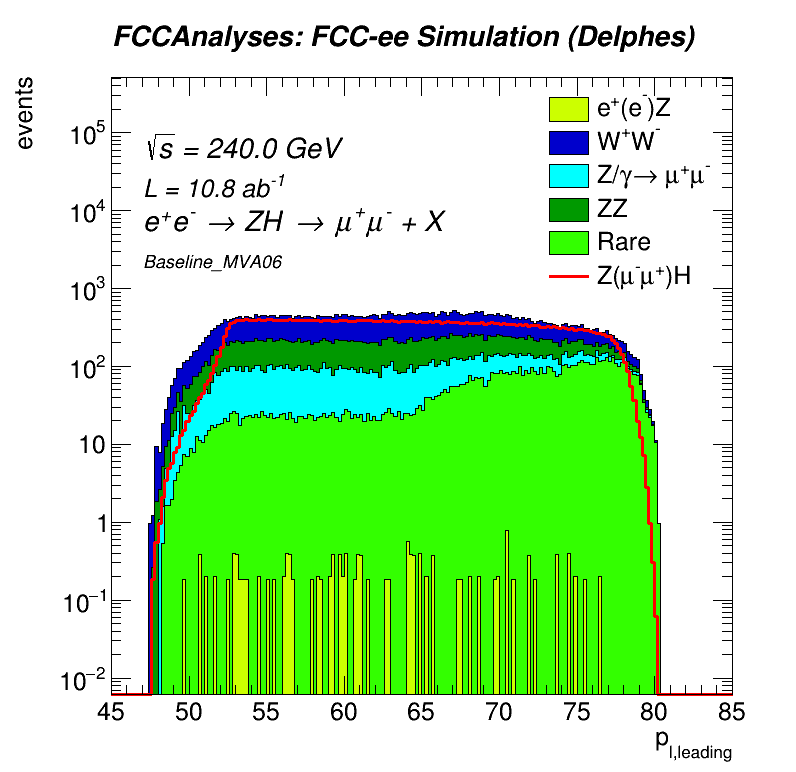 FCCAnalyses: FCC-ee Simulation (Delphes)
events
√s = 240.0 GeV
L = 10.8 ab⁻¹
e⁺e⁻ → ZH → μ⁺μ⁻ + X
Baseline_MVA06
e⁺(e⁻)Z
W⁺W⁻
Z/γ→ μ⁺μ⁻
ZZ
Rare
Z(μ⁻μ⁺)H
10⁵
10⁴
10³
10²
10
1
10⁻¹
10⁻²
45 50 55 60 65 70 75 80 85
p_l,leading